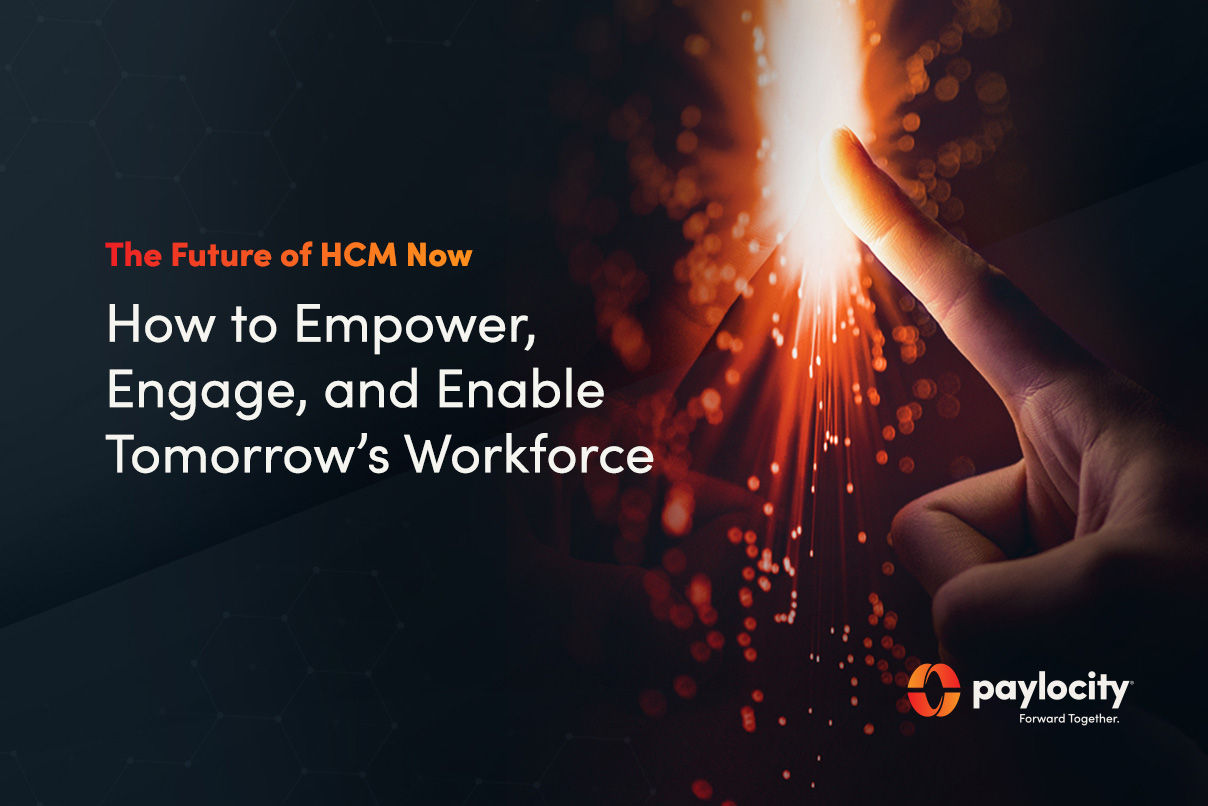 The Future of HCM Now
How to Empower,
Engage, and Enable
Tomorrow’s Workforce
paylocity
Forward Together.